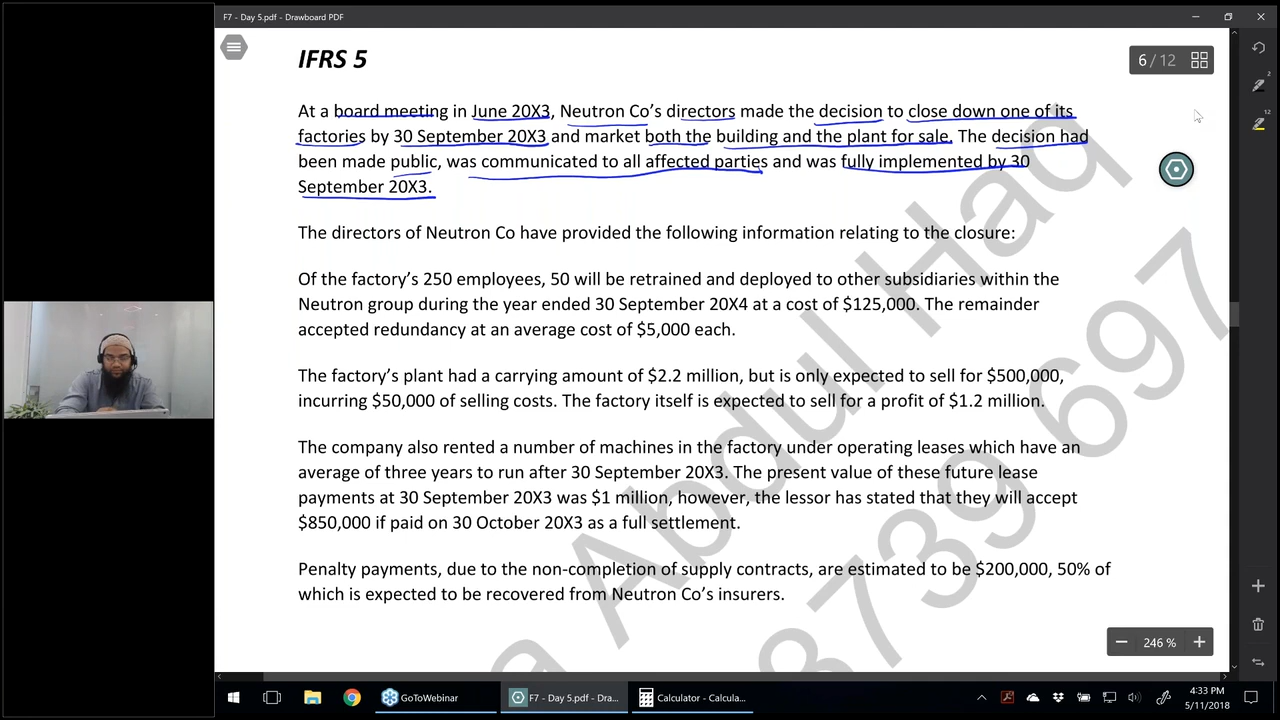 F7 - Day 5.pdf - Drawboard PDF
6 / 12
IFRS 5
At a board meeting in June 20X3, Neutron Co's directors made the decision to close down one of its
factories by 30 September 20X3 and market both the building and the plant for sale. The decision had
been made public, was communicated to all affected parties and was fully implemented by 30
September 20X3.
The directors of Neutron Co have provided the following information relating to the closure:
Of the factory's 250 employees, 50 will be retrained and deployed to other subsidiaries within the
Neutron group during the year ended 30 September 20X4 at a cost of $125,000. The remainder
accepted redundancy at an average cost of $5,000 each.
The factory's plant had a carrying amount of $2.2 million, but is only expected to sell for $500,000,
incurring $50,000 of selling costs. The factory itself is expected to sell for a profit of $1.2 million.
The company also rented a number of machines in the factory under operating leases which have an
average of three years to run after 30 September 20X3. The present value of these future lease
payments at 30 September 20X3 was $1 million, however, the lessor has stated that they will accept
$850,000 if paid on 30 October 20X3 as a full settlement.
Penalty payments, due to the non-completion of supply contracts, are estimated to be $200,000, 50% of
which is expected to be recovered from Neutron Co's insurers.
Abdul Haq
8739 697
2
12
246 %
GoToWebinar
F7 - Day 5.pdf - Dra...
Calculator - Calcula...
4:33 PM
5/11/2018